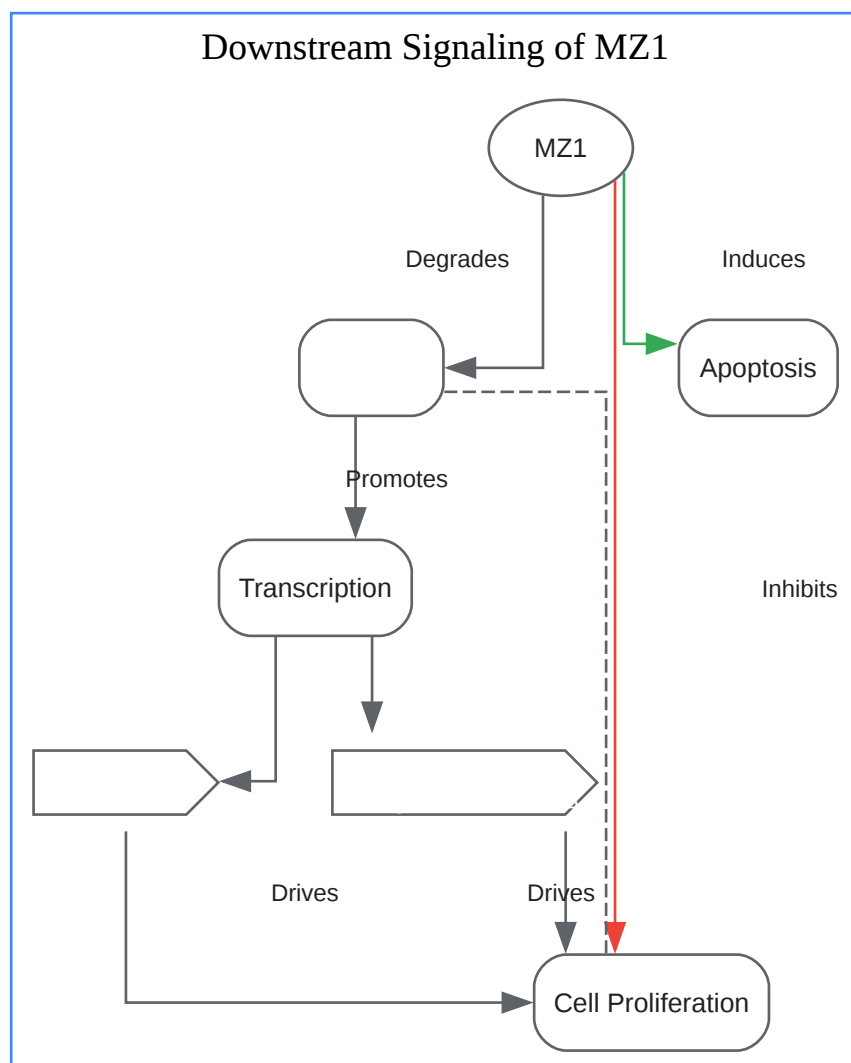 Downstream Signaling of MZ1
MZ1
Degrades
Induces
Apoptosis
Promotes
Transcription
Inhibits
Drives
Drives
Cell Proliferation